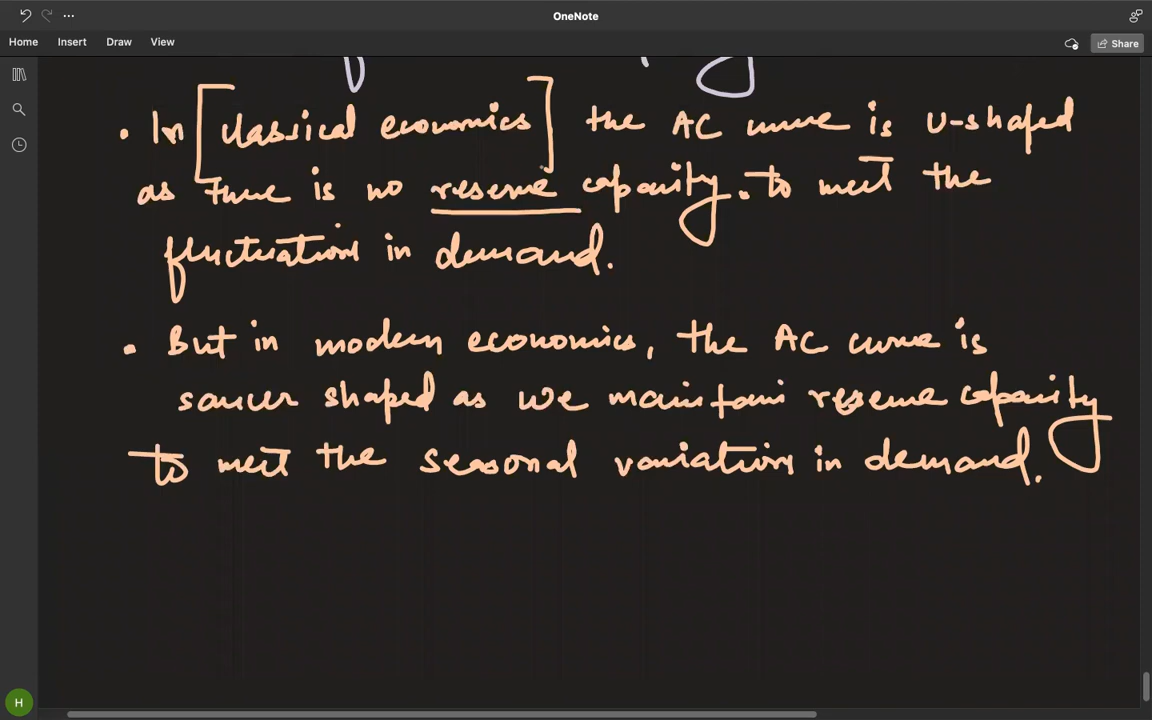 OneNote
Home Insert Draw View Share
• In [classical economics] the AC curve is U-shaped
as there is no reserve capacity. to meet the
fluctuations in demand.
• But in modern economics, the AC curve is
saucer shaped as we maintain reserve capacity
to meet the seasonal variations in demand.
H